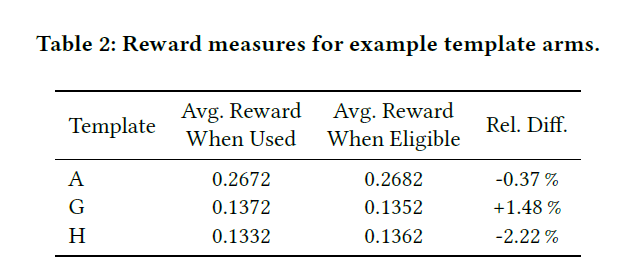 Table 2: Reward measures for example template arms.
Template Avg. Reward When Used Avg. Reward When Eligible Rel. Diff.
A 0.2672 0.2682 -0.37 %
G 0.1372 0.1352 +1.48 %
H 0.1332 0.1362 -2.22 %